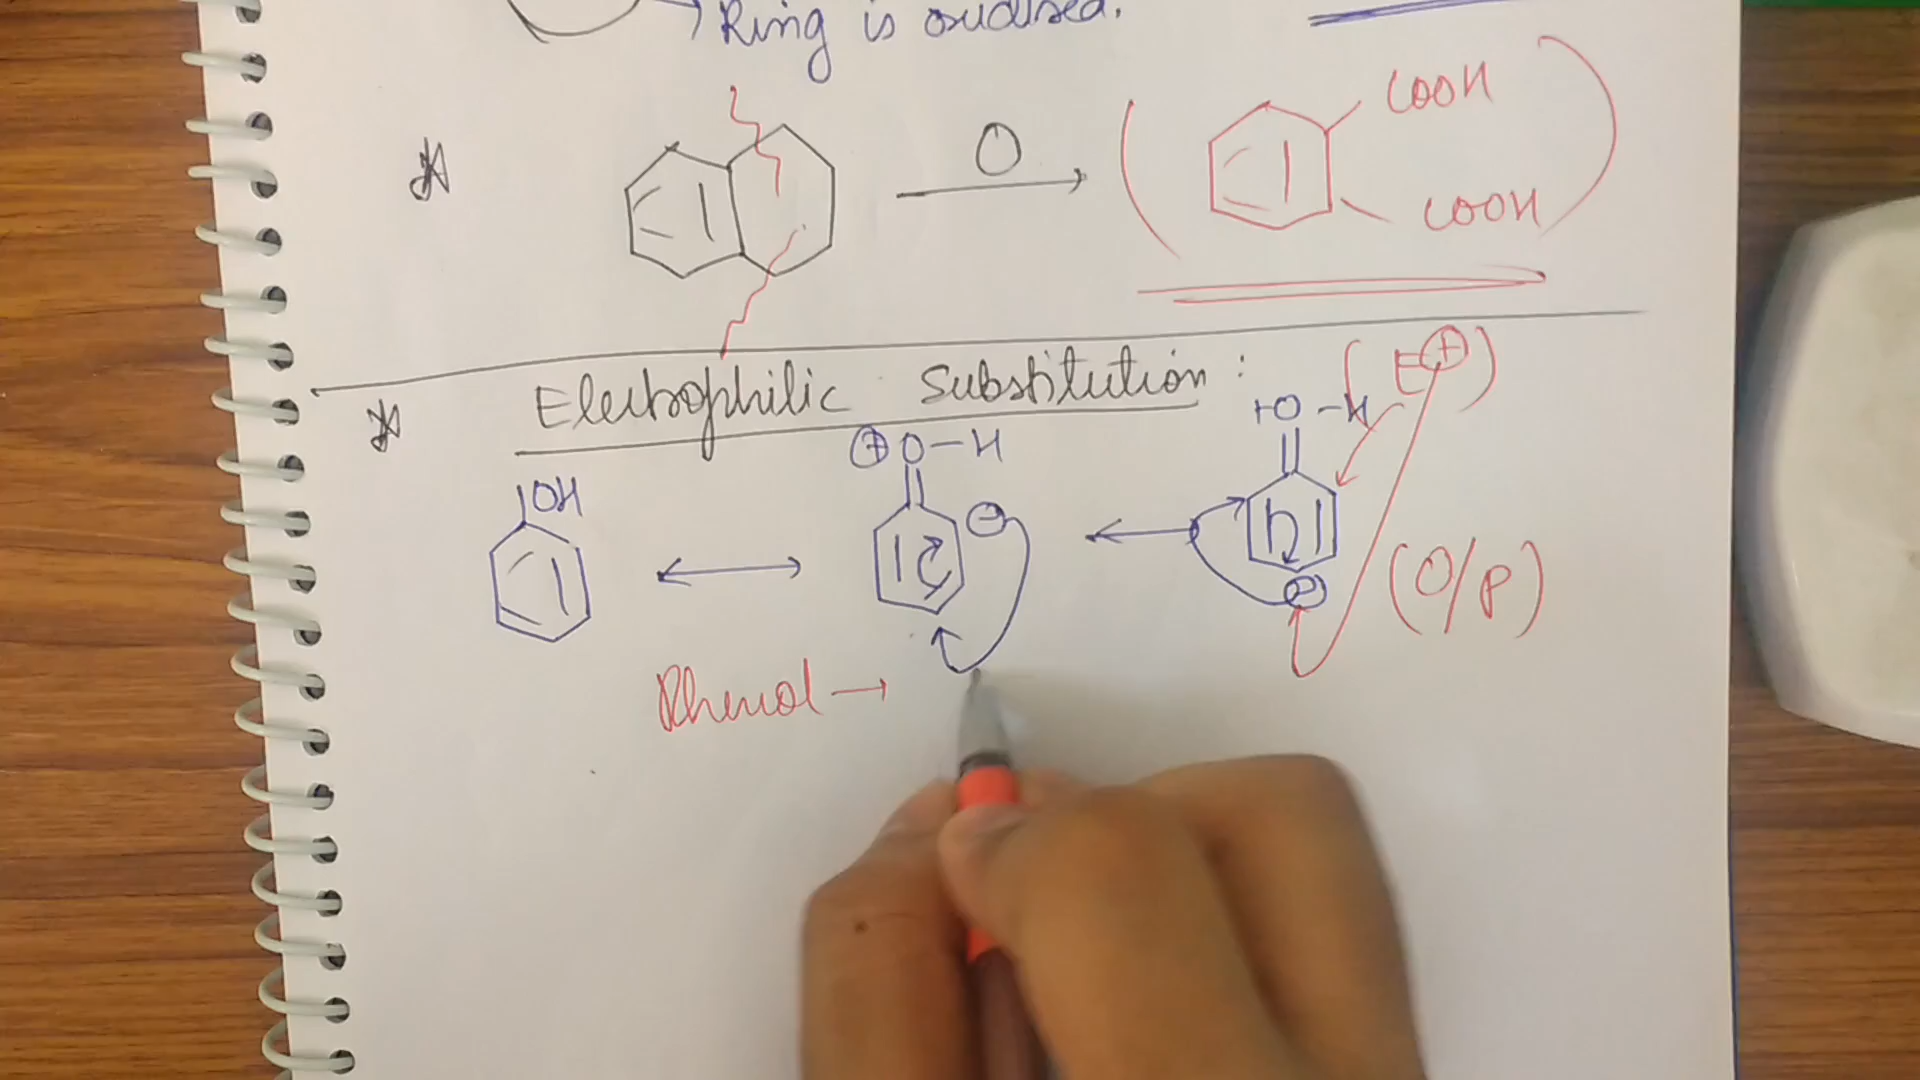 Ring is oxidised.
O
COOH
COOH
Electrophilic Substitution:
E+
+O-H
⊕ O-H
OH
⊖
⊖
(O/P)
Phenol →